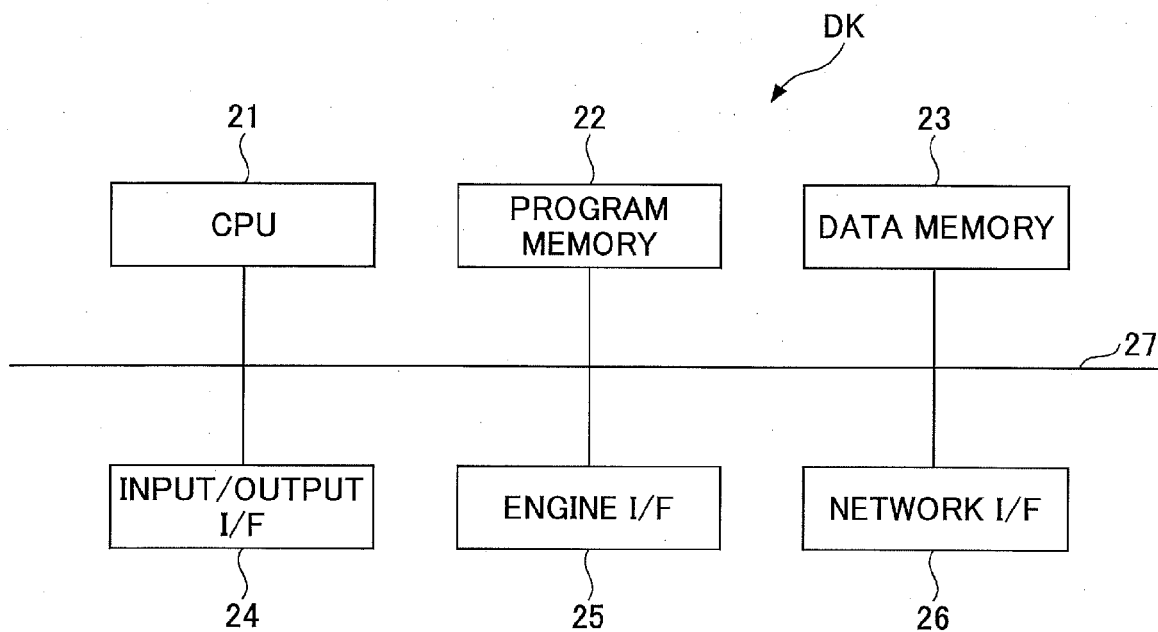 DK
21
22
23
CPU
PROGRAM
MEMORY
DATA MEMORY
27
INPUT/OUTPUT
I/F
ENGINE I/F
NETWORK I/F
24
25
26